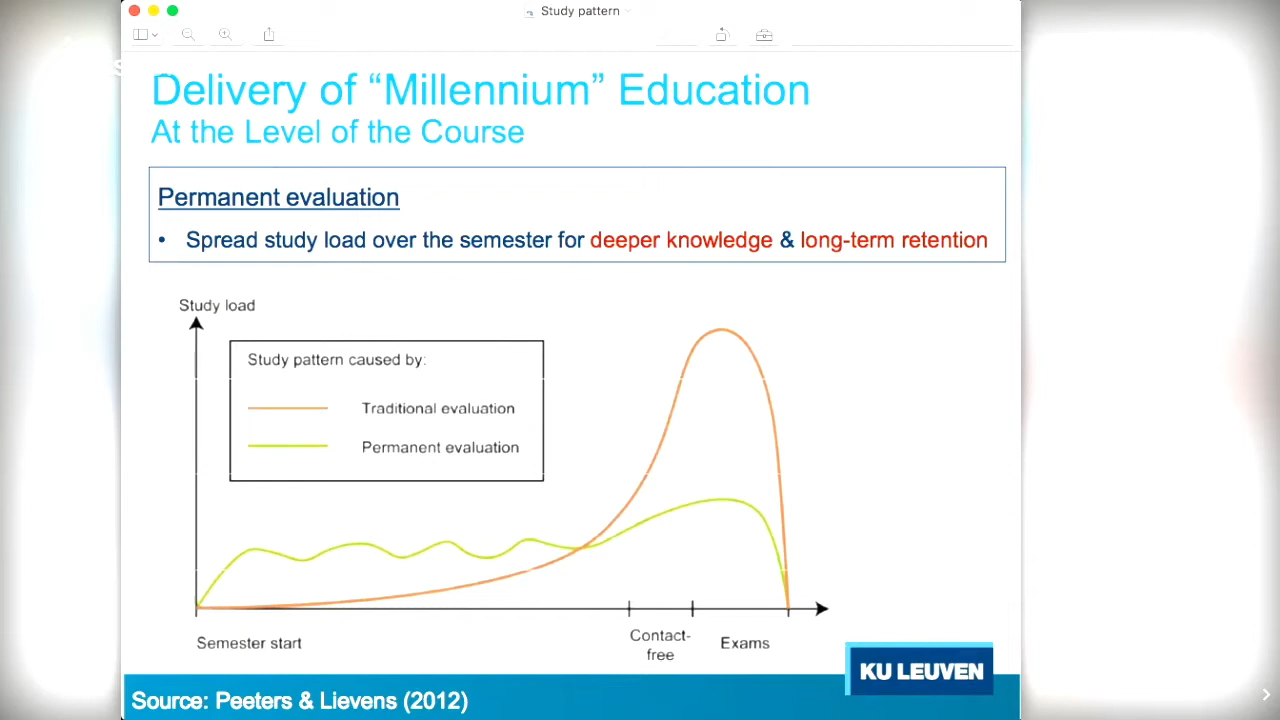 Study pattern
Delivery of “Millennium” Education
At the Level of the Course
Permanent evaluation
• Spread study load over the semester for deeper knowledge & long-term retention
Study load
Study pattern caused by:
Traditional evaluation
Permanent evaluation
Semester start
Contact-
free
Exams
KU LEUVEN
Source: Peeters & Lievens (2012)